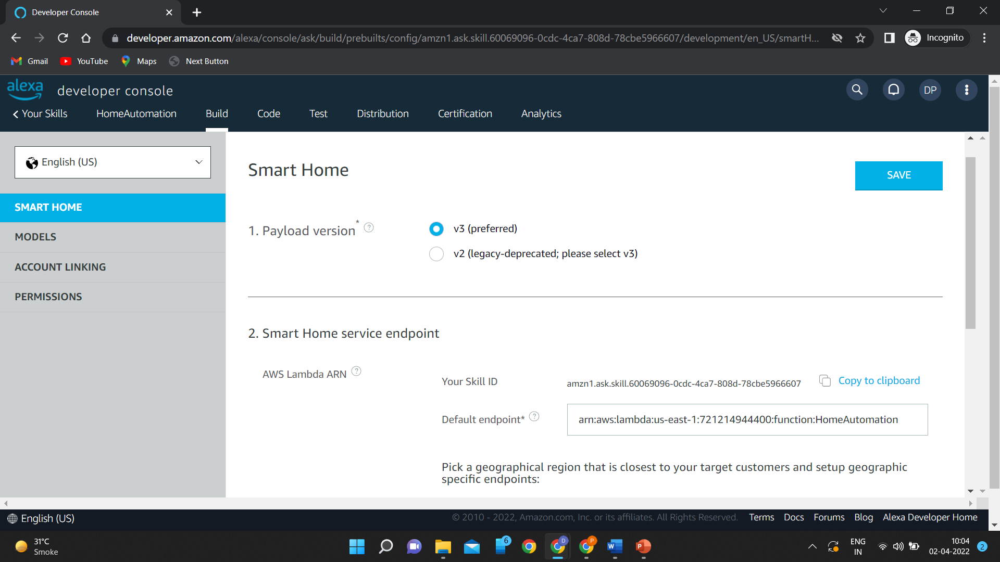 Developer Console
developer.amazon.com/alexa/console/ask/build/prebuilts/config/amzn1.ask.skill.60069096-0cdc-4ca7-808d-78cbe5966607/development/en_US/smartH...
Incognito
Gmail YouTube Maps Next Button
alexa developer console
DP
Your Skills HomeAutomation Build Code Test Distribution Certification Analytics
English (US)
SMART HOME
MODELS
ACCOUNT LINKING
PERMISSIONS
Smart Home
SAVE
1. Payload version* ?
v3 (preferred)
v2 (legacy-deprecated; please select v3)
2. Smart Home service endpoint
AWS Lambda ARN ?
Your Skill ID amzn1.ask.skill.60069096-0cdc-4ca7-808d-78cbe5966607 Copy to clipboard
Default endpoint* ? arn:aws:lambda:us-east-1:721214944400:function:HomeAutomation
Pick a geographical region that is closest to your target customers and setup geographic
specific endpoints:
English (US) © 2010 - 2022, Amazon.com, Inc. or its affiliates. All Rights Reserved. Terms Docs Forums Blog Alexa Developer Home
31°C
Smoke
6
D
P
W
P
ENG
IN
10:04
02-04-2022
2